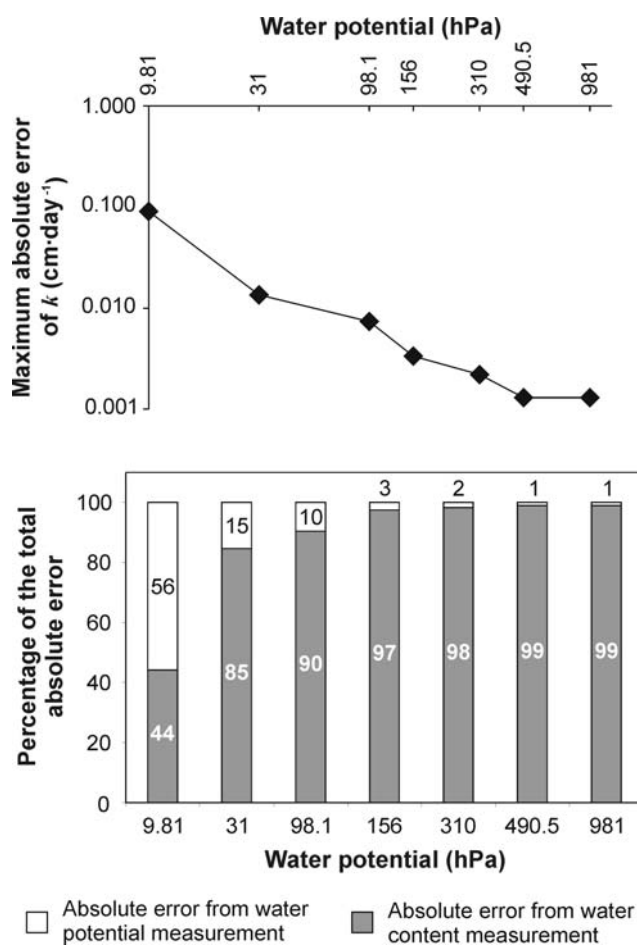 Water potential (hPa)
9.81 31 98.1 156 310 490.5 981
Maximum absolute error
of k (cm·day⁻¹)
1.000
0.100
0.010
0.001
Percentage of the total
absolute error
100
80
60
40
20
0
3 2 1 1
56 15 10
44 85 90 97 98 99 99
9.81 31 98.1 156 310 490.5 981
Water potential (hPa)
Absolute error from water
potential measurement
Absolute error from water
content measurement